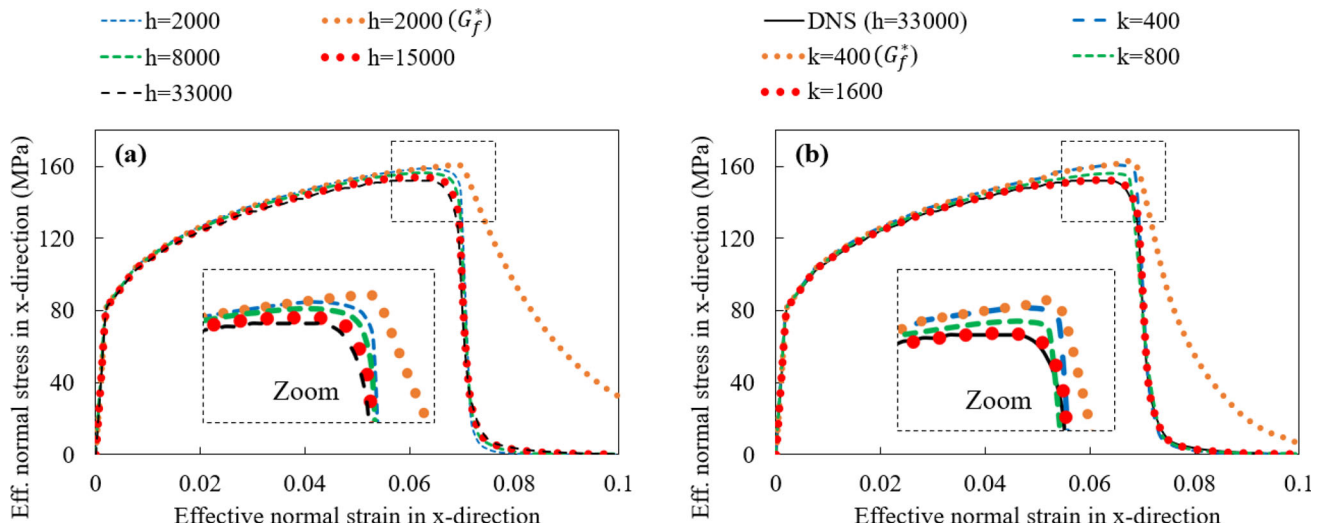 h=2000
h=2000 (G_f^*)
h=8000
h=15000
h=33000
(a)
Eff. normal stress in x-direction (MPa)
160
120
80
40
0
Zoom
0 0.02 0.04 0.06 0.08 0.1
Effective normal strain in x-direction
DNS (h=33000)
k=400
k=400 (G_f^*)
k=800
k=1600
(b)
Eff. normal stress in x-direction (MPa)
160
120
80
40
0
Zoom
0 0.02 0.04 0.06 0.08 0.1
Effective normal strain in x-direction